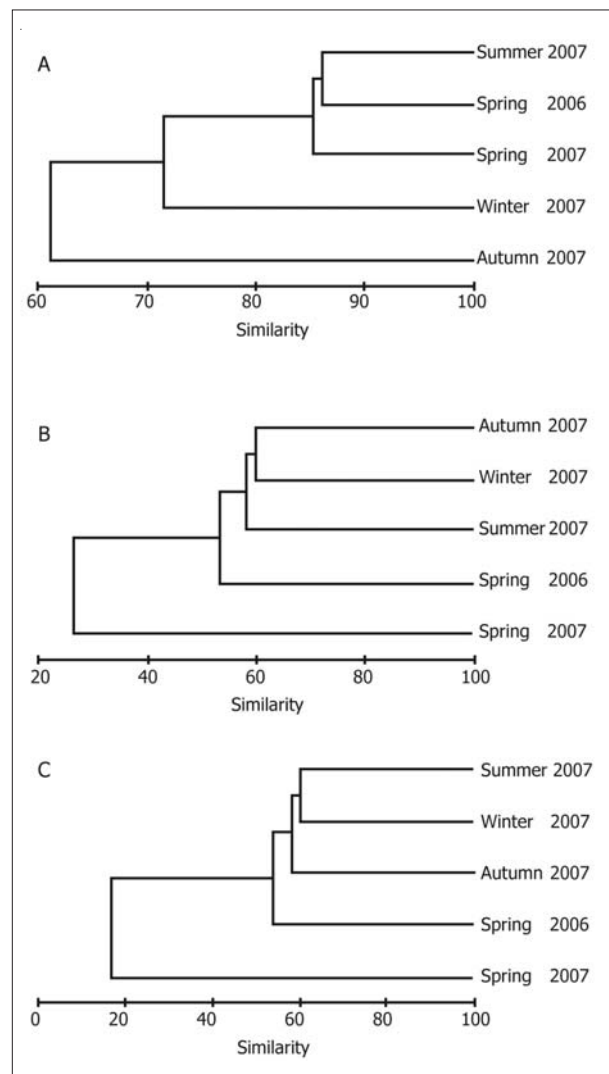 A
Summer 2007
Spring 2006
Spring 2007
Winter 2007
Autumn 2007
60 70 80 90 100
Similarity
B
Autumn 2007
Winter 2007
Summer 2007
Spring 2006
Spring 2007
20 40 60 80 100
Similarity
C
Summer 2007
Winter 2007
Autumn 2007
Spring 2006
Spring 2007
0 20 40 60 80 100
Similarity